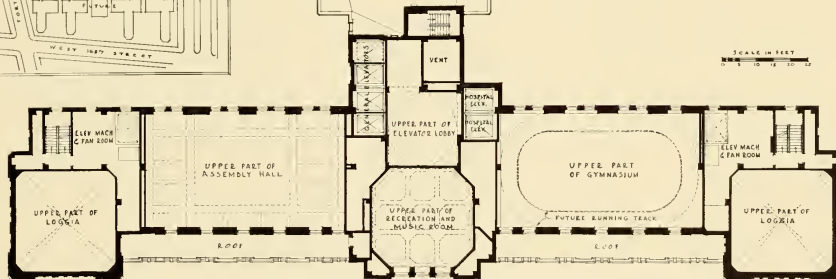 FUTURE
WEST 168TH STREET
SCALE IN FEET
0 5 10 15 20 25
GENERAL ELEVATORS
VENT
HOSPITAL
ELEV.
HOSPITAL
ELEV.
UPPER PART OF
ELEVATOR LOBBY
ELEV MACH
& FAN ROOM
UPPER PART OF
ASSEMBLY HALL
UPPER PART
OF GYMNASIUM
ELEV MACH
& FAN ROOM
UPPER PART OF
LOGGIA
UPPER PART OF
RECREATION AND
MUSIC ROOM
FUTURE RUNNING TRACK
UPPER PART OF
LOGGIA
ROOF
ROOF